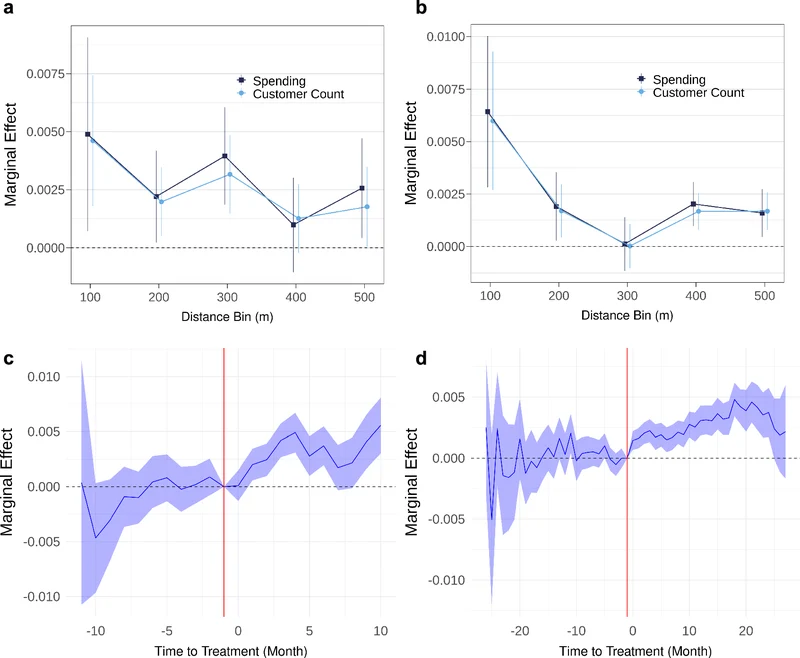 a
Marginal Effect
0.0075
0.0050
0.0025
0.0000
Spending
Customer Count
100 200 300 400 500
Distance Bin (m)
b
Marginal Effect
0.0100
0.0075
0.0050
0.0025
0.0000
Spending
Customer Count
100 200 300 400 500
Distance Bin (m)
c
Marginal Effect
0.010
0.005
0.000
-0.005
-0.010
-10 -5 0 5 10
Time to Treatment (Month)
d
Marginal Effect
0.005
0.000
-0.005
-0.010
-20 -10 0 10 20
Time to Treatment (Month)